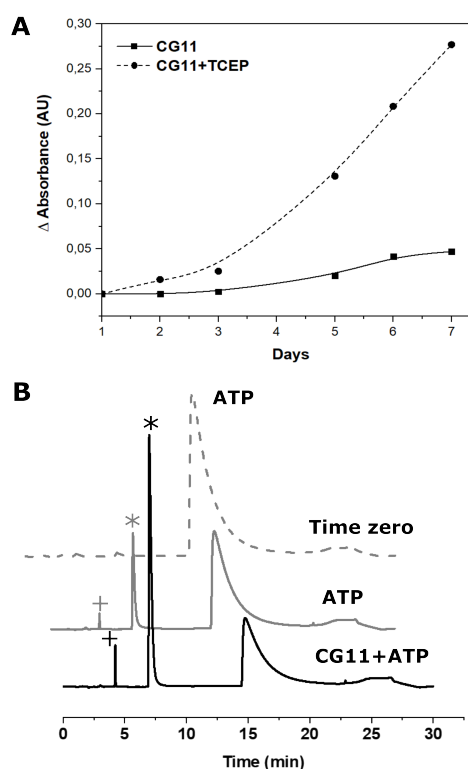 A
CG11
CG11+TCEP
Δ Absorbance (AU)
0,30
0,25
0,20
0,15
0,10
0,05
0,00
1 2 3 5 6 7
Days
B
ATP
*
*
Time zero
+
ATP
+
CG11+ATP
0 5 10 15 20 25 30
Time (min)